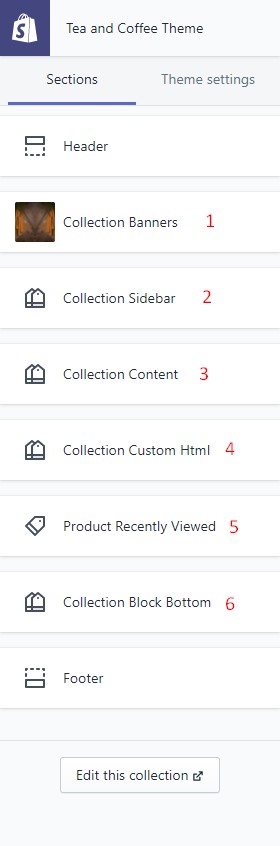 Tea and Coffee Theme
Sections Theme settings
Header
Collection Banners 1
Collection Sidebar 2
Collection Content 3
Collection Custom Html 4
Product Recently Viewed 5
Collection Block Bottom 6
Footer
Edit this collection